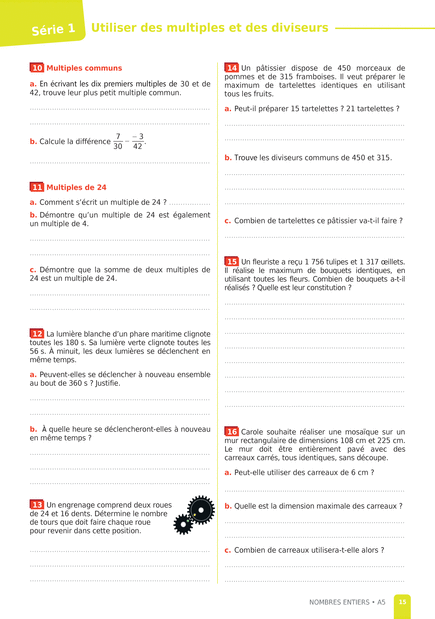 Série 1
Utiliser des multiples et des diviseurs
10 Multiples communs
a. En écrivant les dix premiers multiples de 30 et de
42, trouve leur plus petit multiple commun.
b. Calcule la différence 7/30 − −3/42.
11 Multiples de 24
a. Comment s'écrit un multiple de 24 ?
b. Démontre qu'un multiple de 24 est également
un multiple de 4.
c. Démontre que la somme de deux multiples de
24 est un multiple de 24.
12 La lumière blanche d'un phare maritime clignote
toutes les 180 s. Sa lumière verte clignote toutes les
56 s. À minuit, les deux lumières se déclenchent en
même temps.
a. Peuvent-elles se déclencher à nouveau ensemble
au bout de 360 s ? Justifie.
b. À quelle heure se déclencheront-elles à nouveau
en même temps ?
13 Un engrenage comprend deux roues
de 24 et 16 dents. Détermine le nombre
de tours que doit faire chaque roue
pour revenir dans cette position.
14 Un pâtissier dispose de 450 morceaux de
pommes et de 315 framboises. Il veut préparer le
maximum de tartelettes identiques en utilisant
tous les fruits.
a. Peut-il préparer 15 tartelettes ? 21 tartelettes ?
b. Trouve les diviseurs communs de 450 et 315.
c. Combien de tartelettes ce pâtissier va-t-il faire ?
15 Un fleuriste a reçu 1 756 tulipes et 1 317 œillets.
Il réalise le maximum de bouquets identiques, en
utilisant toutes les fleurs. Combien de bouquets a-t-il
réalisés ? Quelle est leur constitution ?
16 Carole souhaite réaliser une mosaïque sur un
mur rectangulaire de dimensions 108 cm et 225 cm.
Le mur doit être entièrement pavé avec des
carreaux carrés, tous identiques, sans découpe.
a. Peut-elle utiliser des carreaux de 6 cm ?
b. Quelle est la dimension maximale des carreaux ?
c. Combien de carreaux utilisera-t-elle alors ?
NOMBRES ENTIERS • A5
15